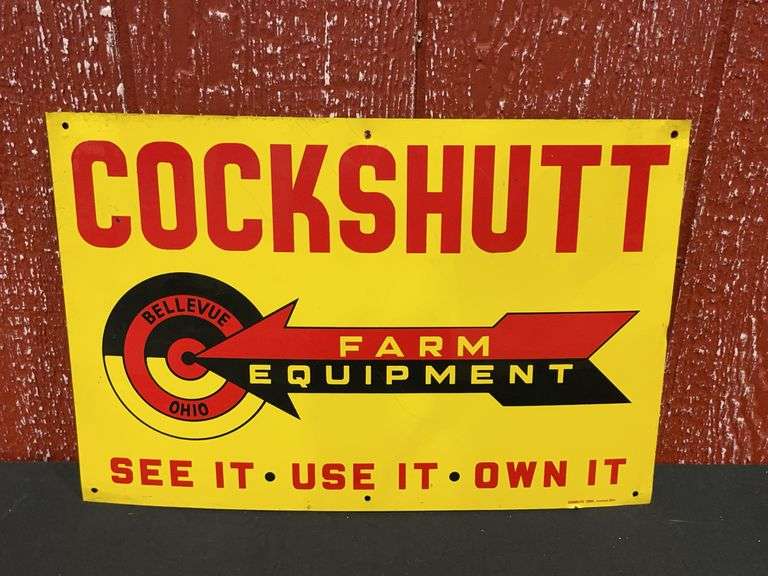 COCKSHUTT
BELLEVUE
OHIO
FARM
EQUIPMENT
SEE IT • USE IT • OWN IT